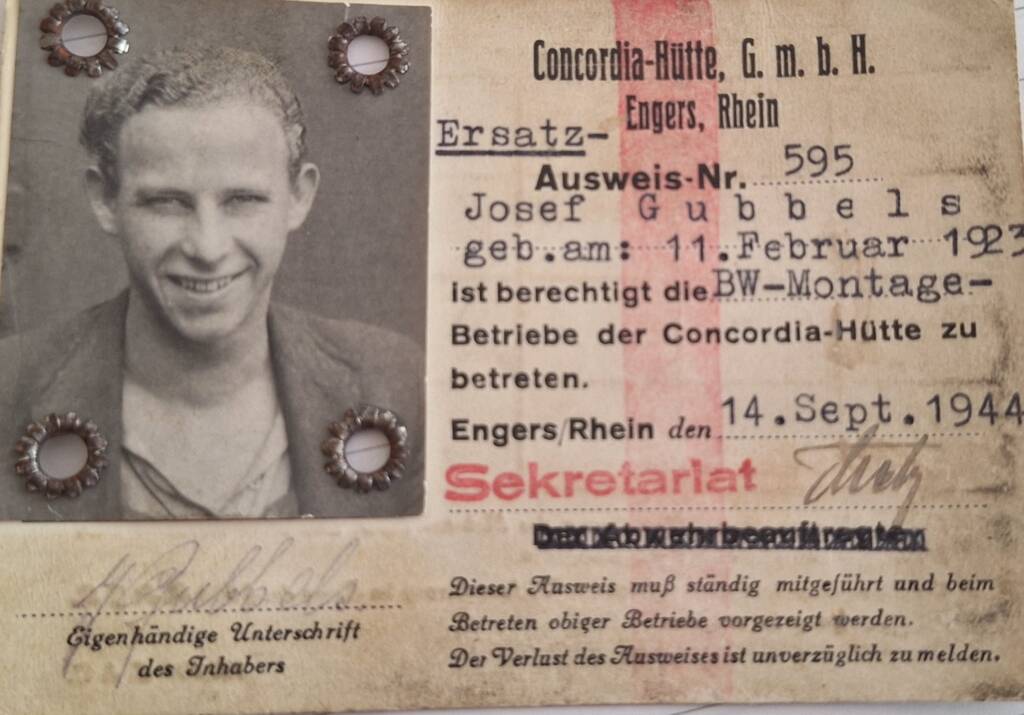 Concordia-Hütte, G. m. b. H.
Engers, Rhein
Ersatz-
Ausweis-Nr. 595
Josef Gubbels
geb.am: 11.Februar 1923
ist berechtigt die BW-Montage-
Betriebe der Concordia-Hütte zu
betreten.
Engers/Rhein den 14.Sept.1944
Sekretariat
Der Abwehrbeauftragte
J. Gubbels
Eigenhändige Unterschrift
des Inhabers
Dieser Ausweis muß ständig mitgeführt und beim
Betreten obiger Betriebe vorgezeigt werden.
Der Verlust des Ausweises ist unverzüglich zu melden.